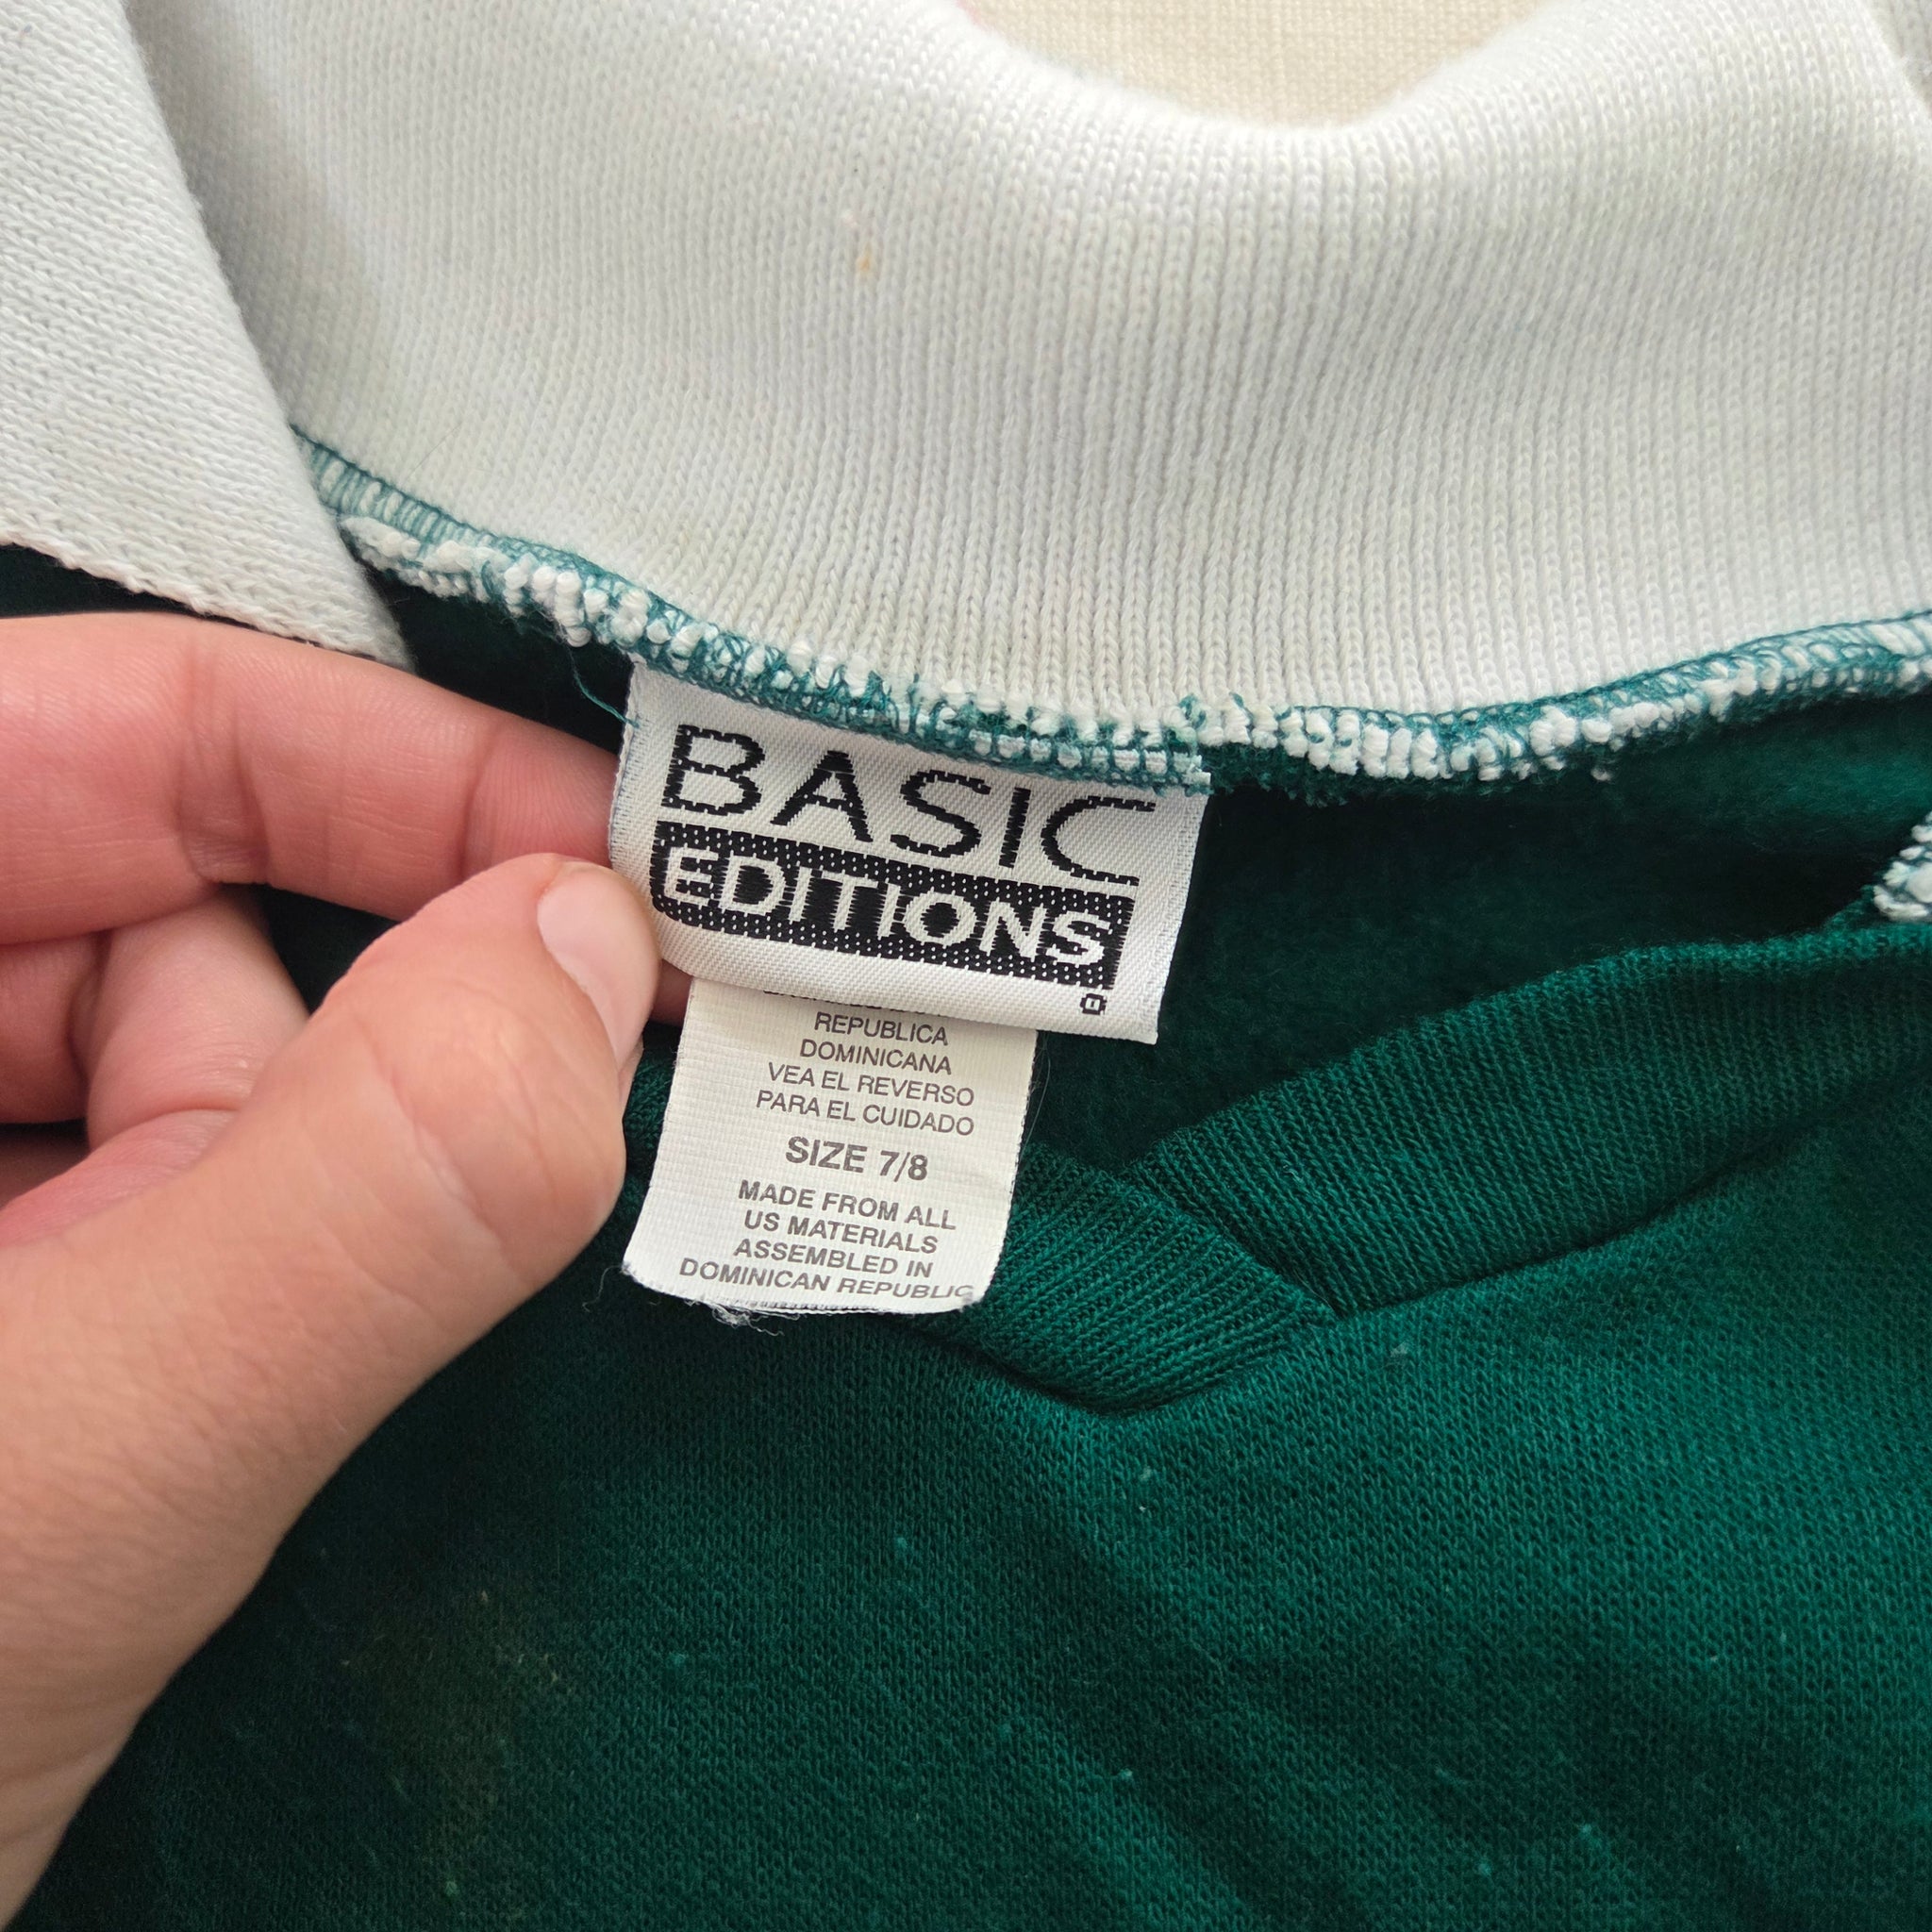 BASIC
EDITIONS
®
REPUBLICA
DOMINICANA
VEA EL REVERSO
PARA EL CUIDADO
SIZE 7/8
MADE FROM ALL
US MATERIALS
ASSEMBLED IN
DOMINICAN REPUBLIC